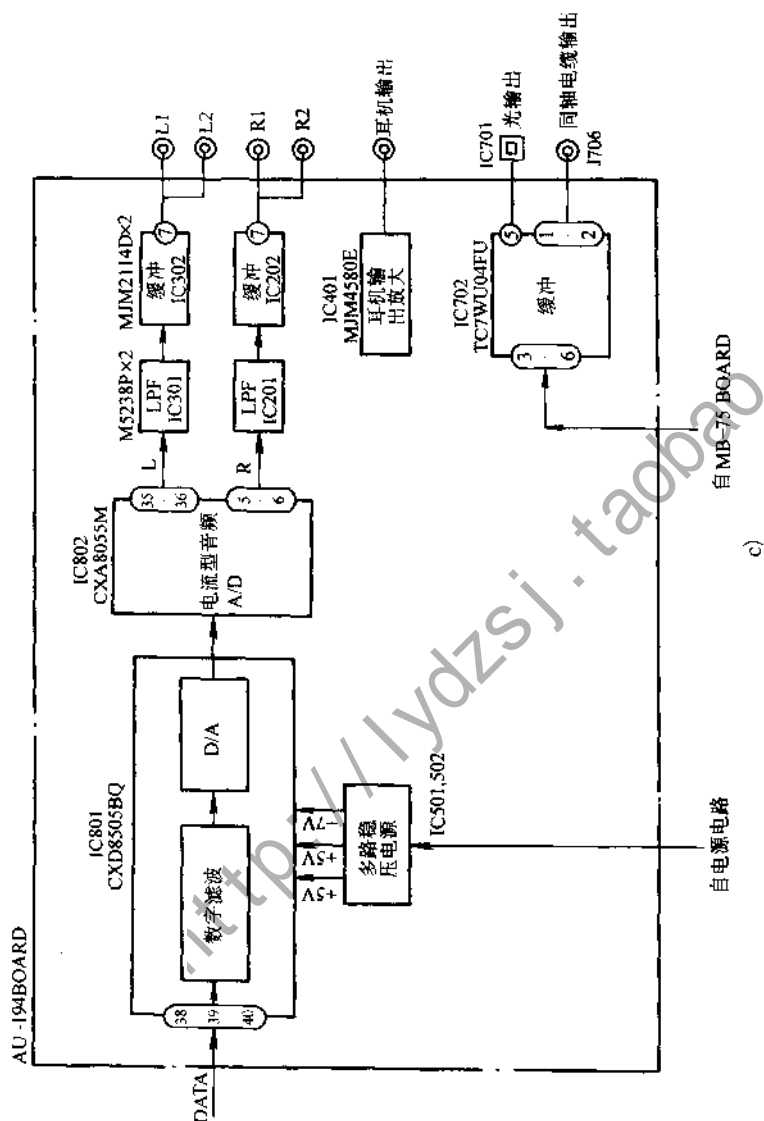 AU -194BOARD
DATA
38
39
40
IC801
CXD8505BQ
数字滤波
D/A
+5V
+5V
-7V
多路稳
压电源
IC501,502
自电源电路
IC802
CXA8055M
电流型音频
A/D
35
36
5
6
L
R
M5238P×2
LPF
IC301
LPF
IC201
MJM2114D×2
缓冲
IC302
7
缓冲
IC202
7
L1
L2
R1
R2
IC401
MJM4580E
耳机输
出放大
耳机输出
IC702
TC7WU04FU
缓冲
3
6
5
1
2
IC701
光输出
同轴电缆输出
J706
自MB-75 BOARD
c)
http://lydzsj.taobao